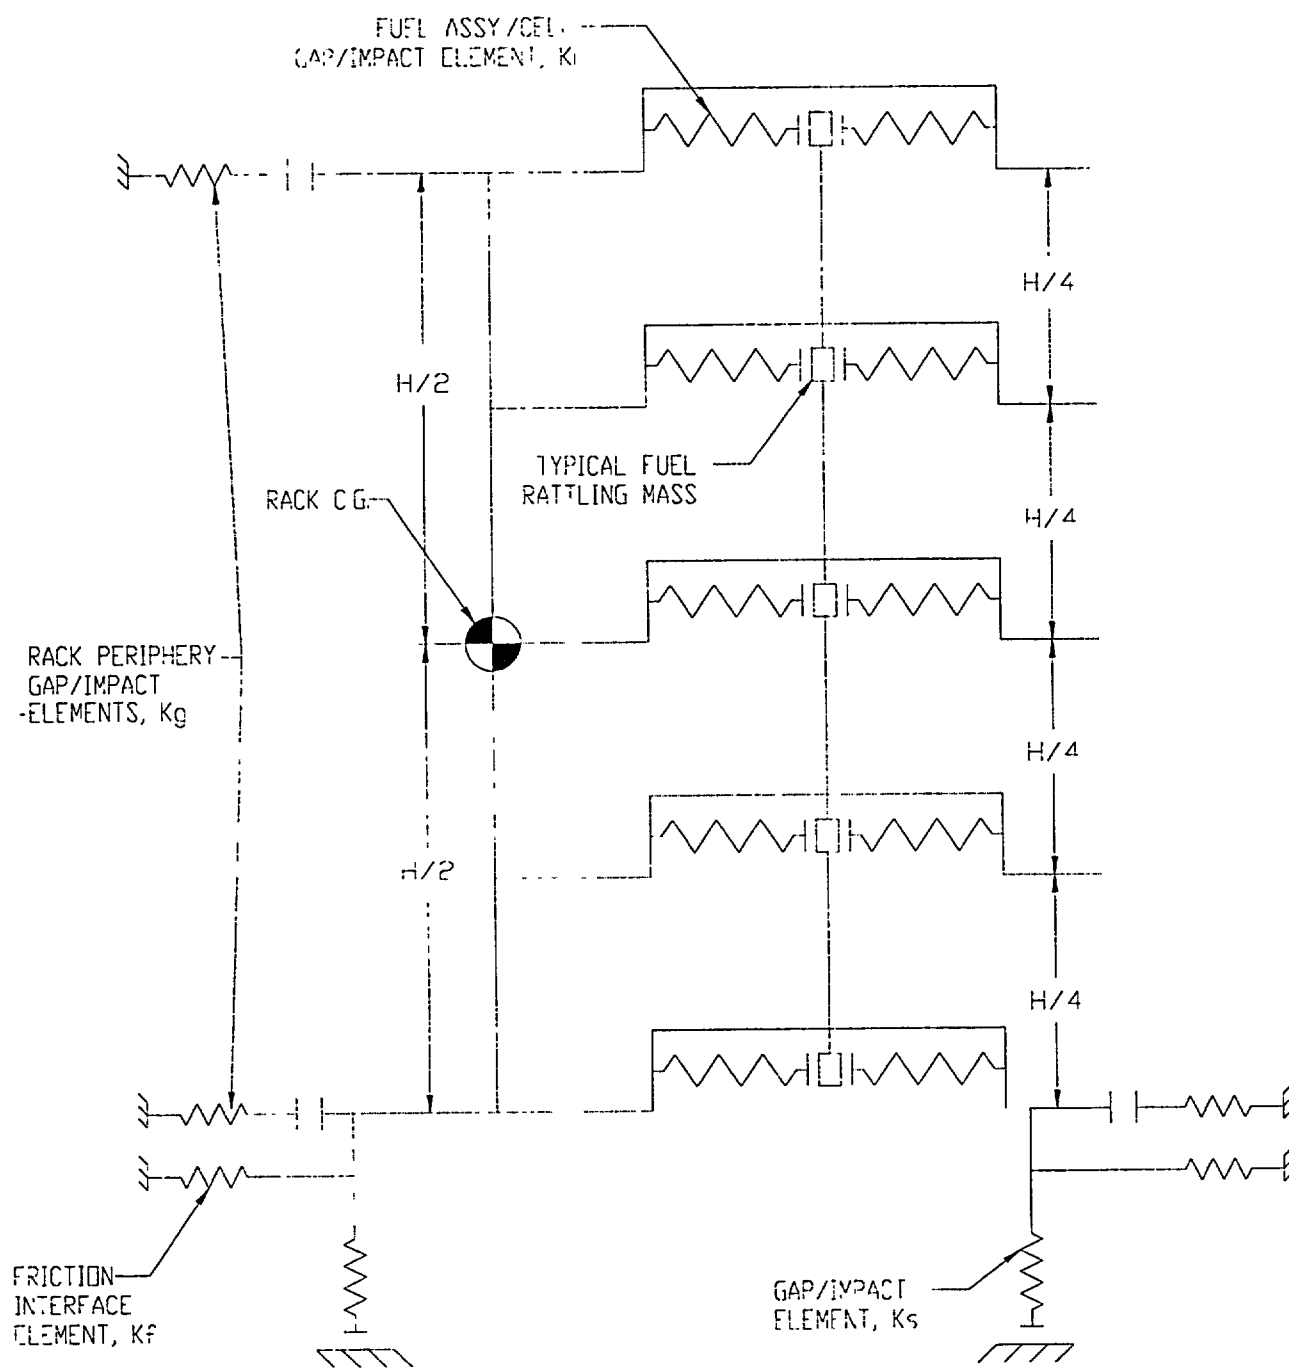 FUEL ASSY/CELL
GAP/IMPACT ELEMENT, Ki
H/4
H/2
TYPICAL FUEL
RATTLING MASS
RACK C.G.
H/4
RACK PERIPHERY
GAP/IMPACT
ELEMENTS, Kg
H/4
H/2
H/4
FRICTION
INTERFACE
ELEMENT, Kf
GAP/IMPACT
ELEMENT, Ks